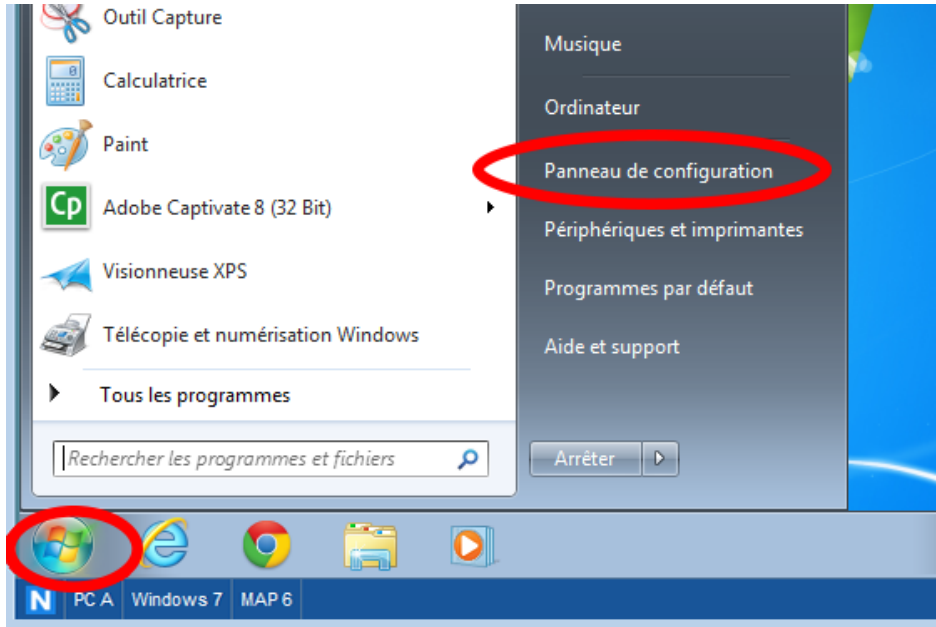 Outil Capture
Calculatrice
Paint
Cp
Adobe Captivate 8 (32 Bit)
Visionneuse XPS
Télécopie et numérisation Windows
Tous les programmes
Rechercher les programmes et fichiers
Musique
Ordinateur
Panneau de configuration
Périphériques et imprimantes
Programmes par défaut
Aide et support
Arrêter
N PC A Windows 7 MAP 6